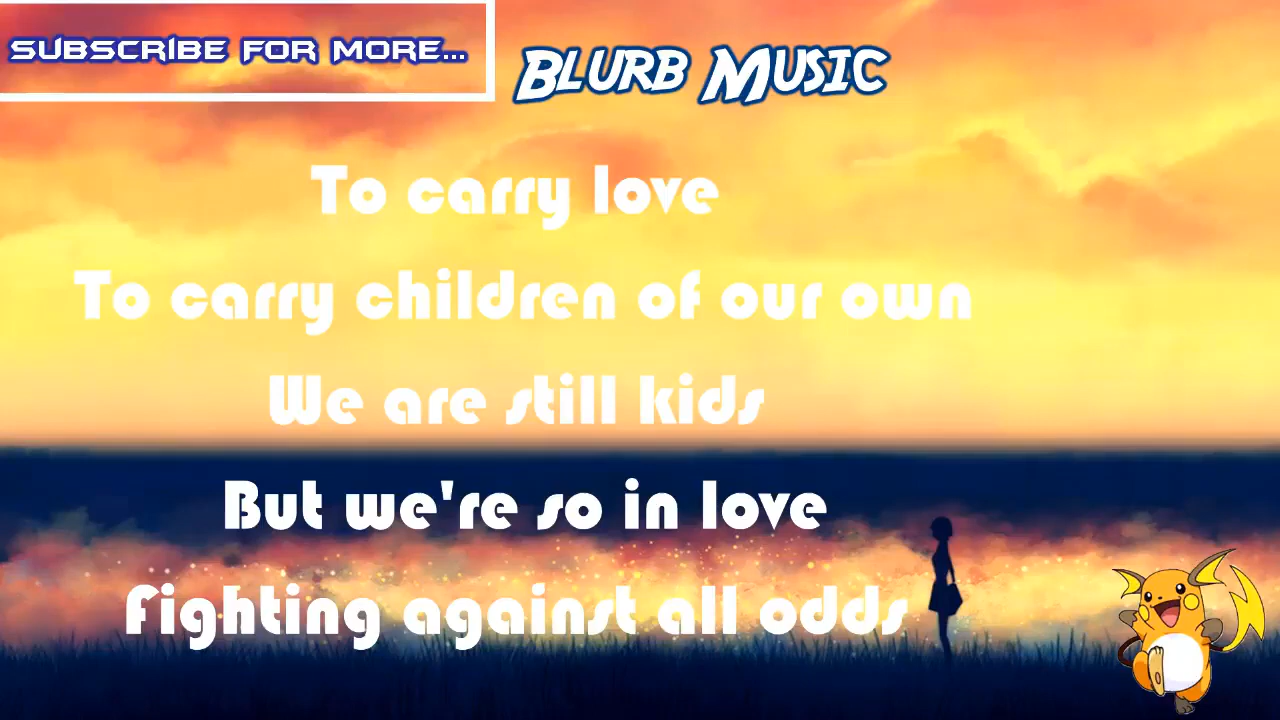 SUBSCRIBE FOR MORE...
BLURB MUSIC
To carry love
To carry children of our own
We are still kids
But we're so in love
Fighting against all odds